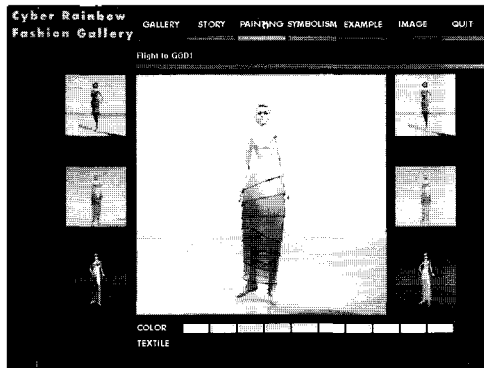 Cyber Rainbow
Fashion Gallery
GALLERY STORY PAINTING SYMBOLISM EXAMPLE IMAGE QUIT
Flight to GOD1
COLOR
TEXTILE